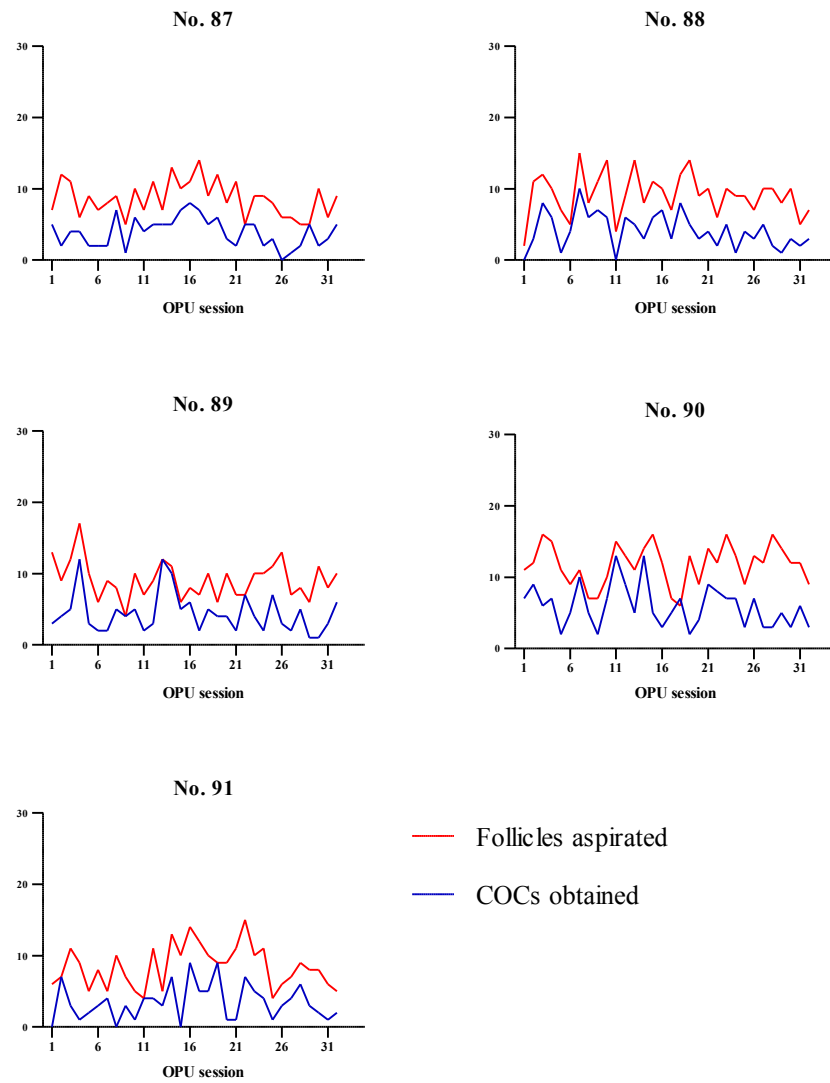 No. 87
30
20
10
0
1 6 11 16 21 26 31
OPU session
No. 88
30
20
10
0
1 6 11 16 21 26 31
OPU session
No. 89
30
20
10
0
1 6 11 16 21 26 31
OPU session
No. 90
30
20
10
0
1 6 11 16 21 26 31
OPU session
No. 91
30
20
10
0
1 6 11 16 21 26 31
OPU session
Follicles aspirated
COCs obtained